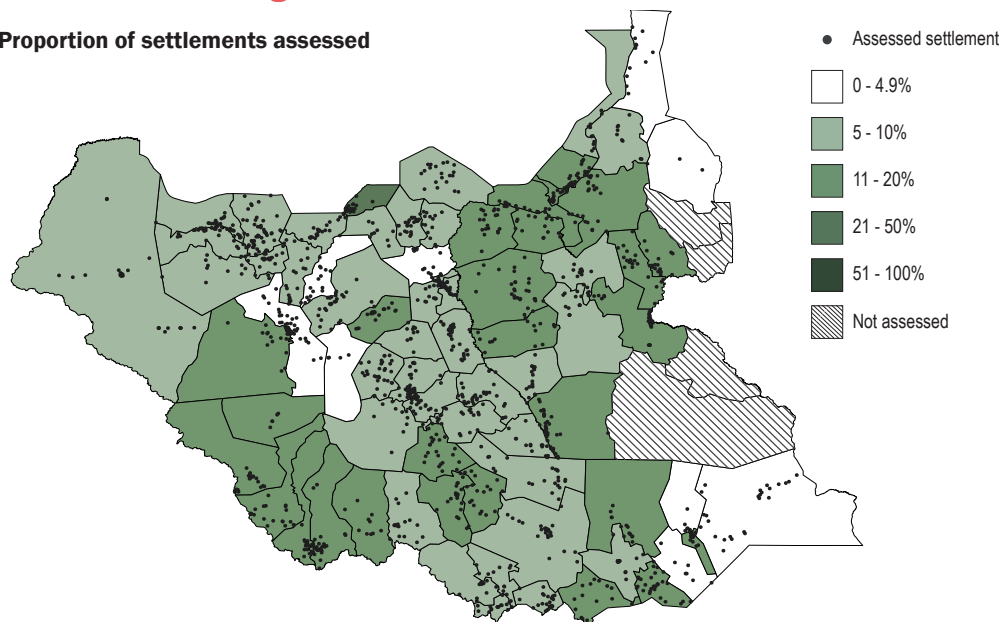 Proportion of settlements assessed
Assessed settlement
0 - 4.9%
5 - 10%
11 - 20%
21 - 50%
51 - 100%
Not assessed